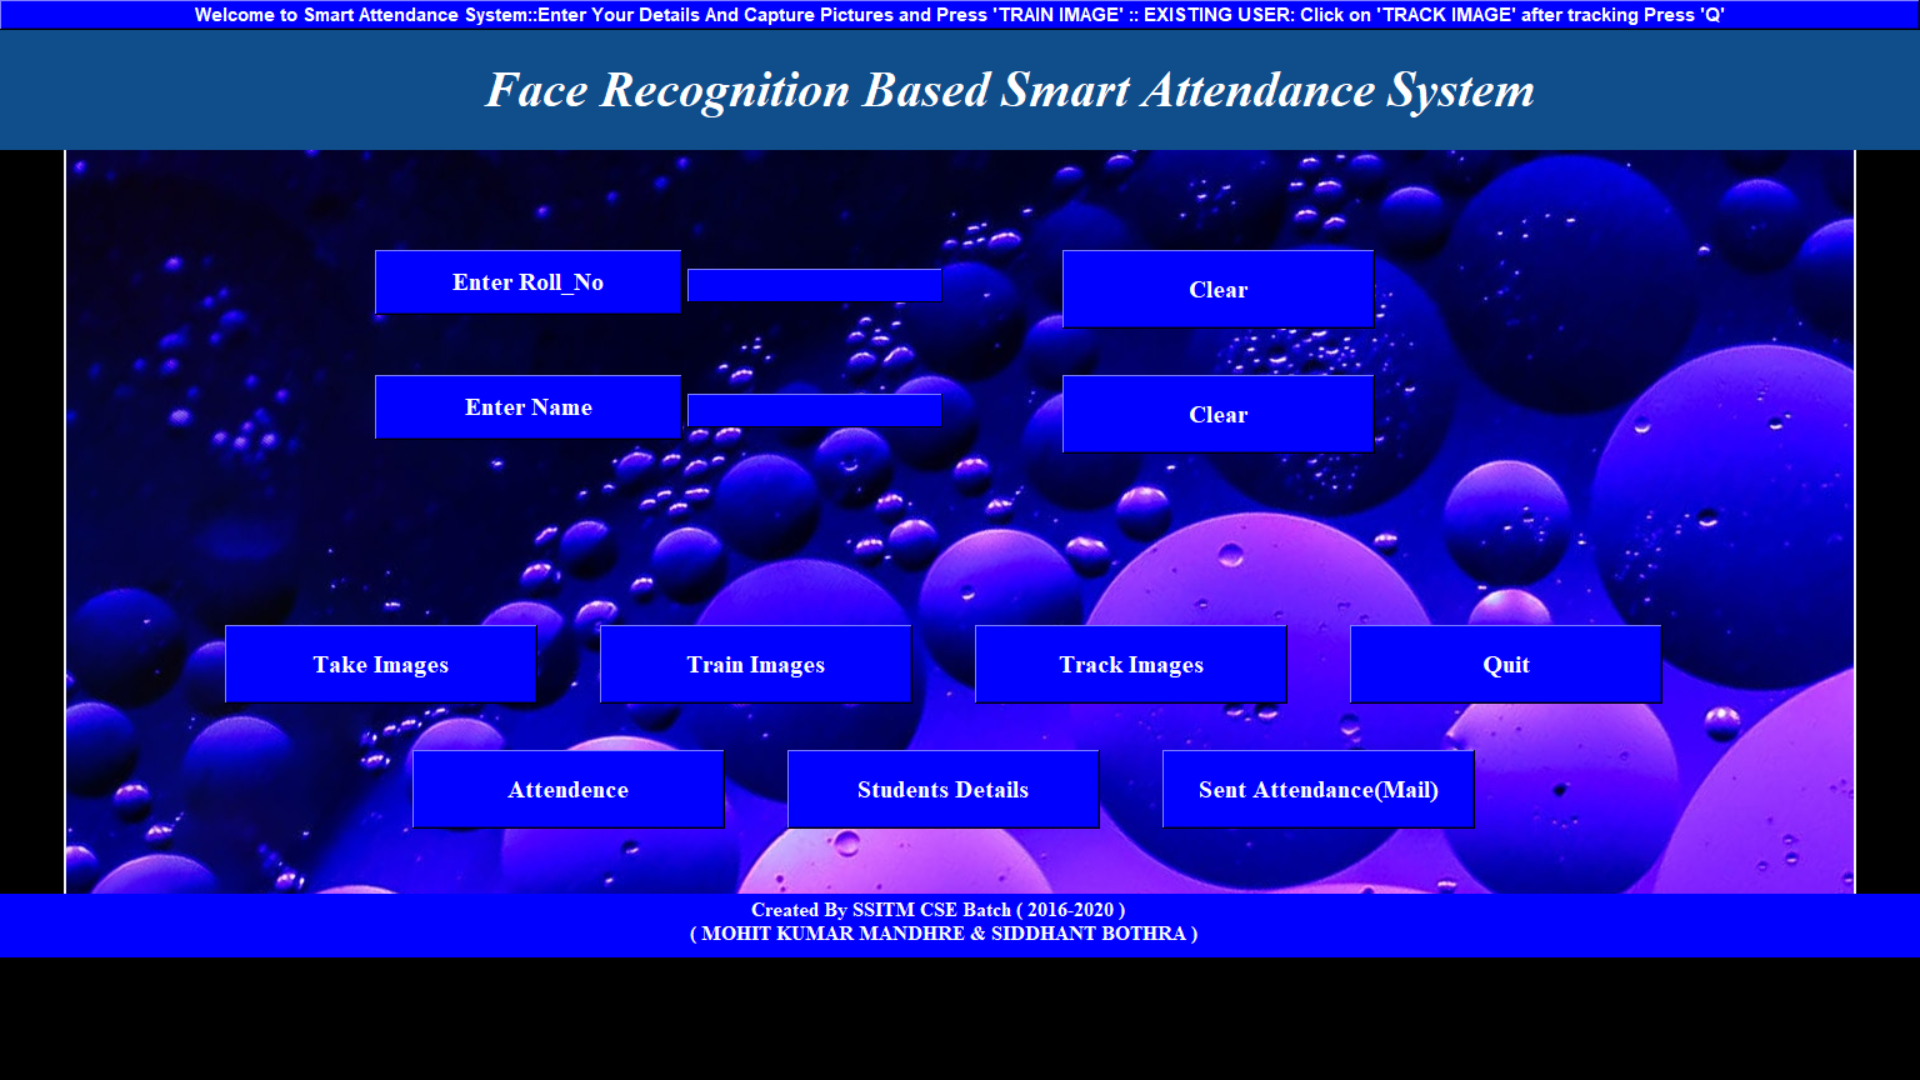 Welcome to Smart Attendance System::Enter Your Details And Capture Pictures and Press 'TRAIN IMAGE' :: EXISTING USER: Click on 'TRACK IMAGE' after tracking Press 'Q'
Face Recognition Based Smart Attendance System
Enter Roll_No
Clear
Enter Name
Clear
Take Images
Train Images
Track Images
Quit
Attendence
Students Details
Sent Attendance(Mail)
Created By SSITM CSE Batch ( 2016-2020 )
( MOHIT KUMAR MANDHRE & SIDDHANT BOTHRA )